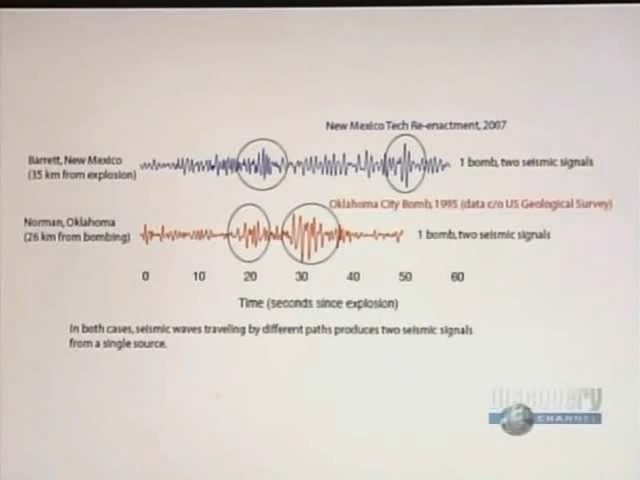 New Mexico Tech Re-enactment, 2007
Barrett, New Mexico
(35 km from explosion)
1 bomb, two seismic signals
Oklahoma City Bomb, 1995 (data c/o US Geological Survey)
Norman, Oklahoma
(26 km from bombing)
1 bomb, two seismic signals
0 10 20 30 40 50 60
Time (seconds since explosion)
In both cases, seismic waves traveling by different paths produces two seismic signals
from a single source.
Discovery
CHANNEL